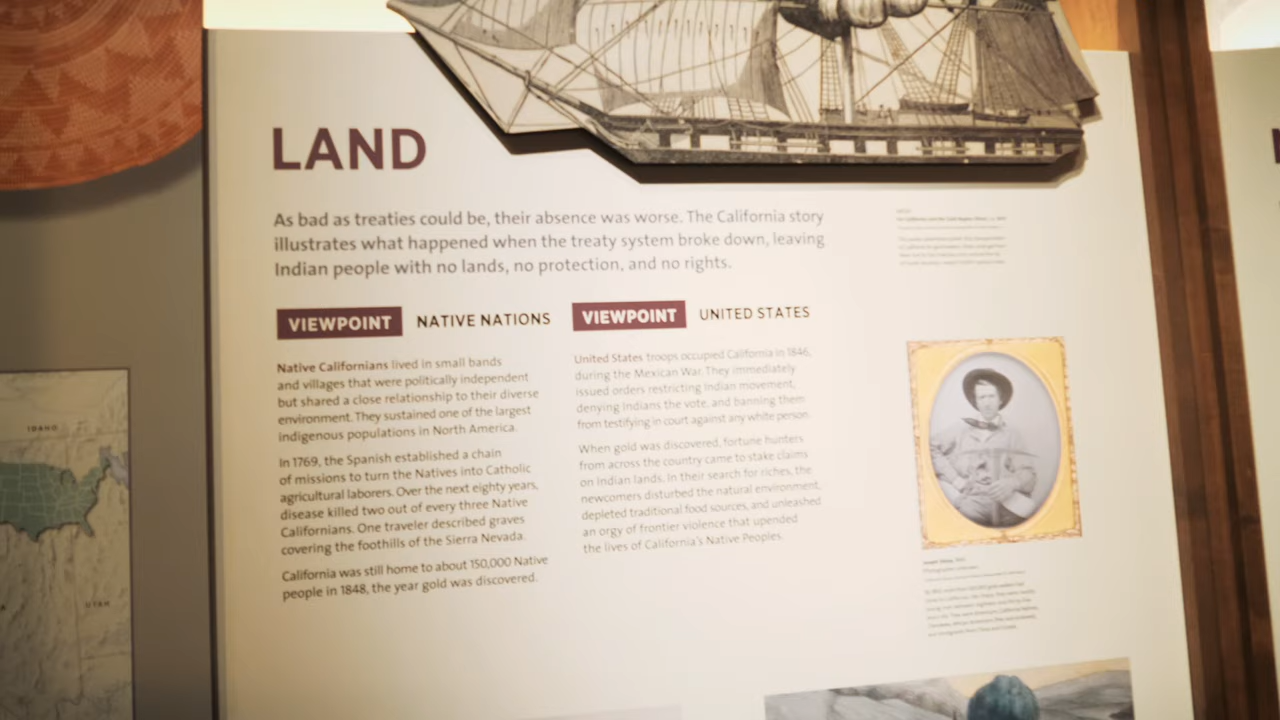 LAND
As bad as treaties could be, their absence was worse. The California story
illustrates what happened when the treaty system broke down, leaving
Indian people with no lands, no protection, and no rights.
VIEWPOINT NATIVE NATIONS
Native Californians lived in small bands
and villages that were politically independent
but shared a close relationship to their diverse
environment. They sustained one of the largest
indigenous populations in North America.
In 1769, the Spanish established a chain
of missions to turn the Natives into Catholic
agricultural laborers. Over the next eighty years,
disease killed two out of every three Native
Californians. One traveler described graves
covering the foothills of the Sierra Nevada.
California was still home to about 150,000 Native
people in 1848, the year gold was discovered.
VIEWPOINT UNITED STATES
United States troops occupied California in 1846,
during the Mexican War. They immediately
issued orders restricting Indian movement,
denying Indians the vote, and banning them
from testifying in court against any white person.
When gold was discovered, fortune hunters
from across the country came to stake claims
on Indian lands. In their search for riches, the
newcomers disturbed the natural environment,
depleted traditional food sources, and unleashed
an orgy of frontier violence that upended
the lives of California's Native Peoples.
IDAHO
UTAH